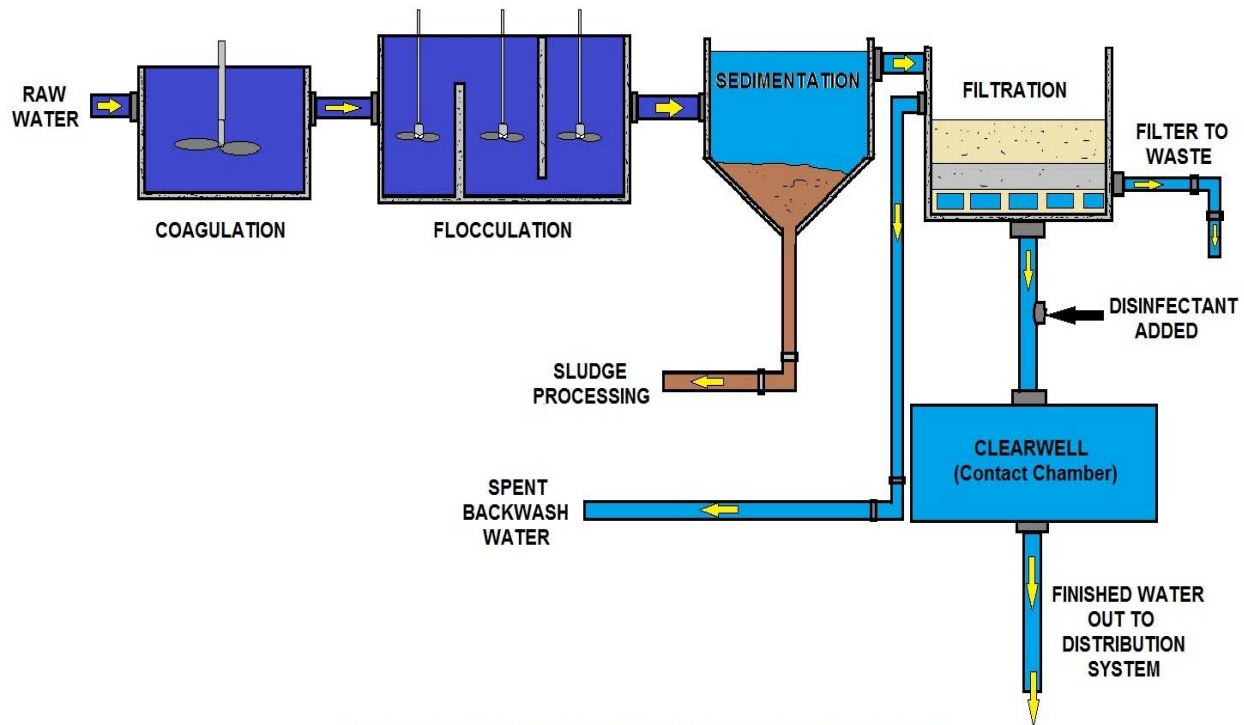 RAW
WATER
COAGULATION
FLOCCULATION
SEDIMENTATION
FILTRATION
FILTER TO
WASTE
DISINFECTANT
ADDED
SLUDGE
PROCESSING
CLEARWELL
(Contact Chamber)
SPENT
BACKWASH
WATER
FINISHED WATER
OUT TO
DISTRIBUTION
SYSTEM